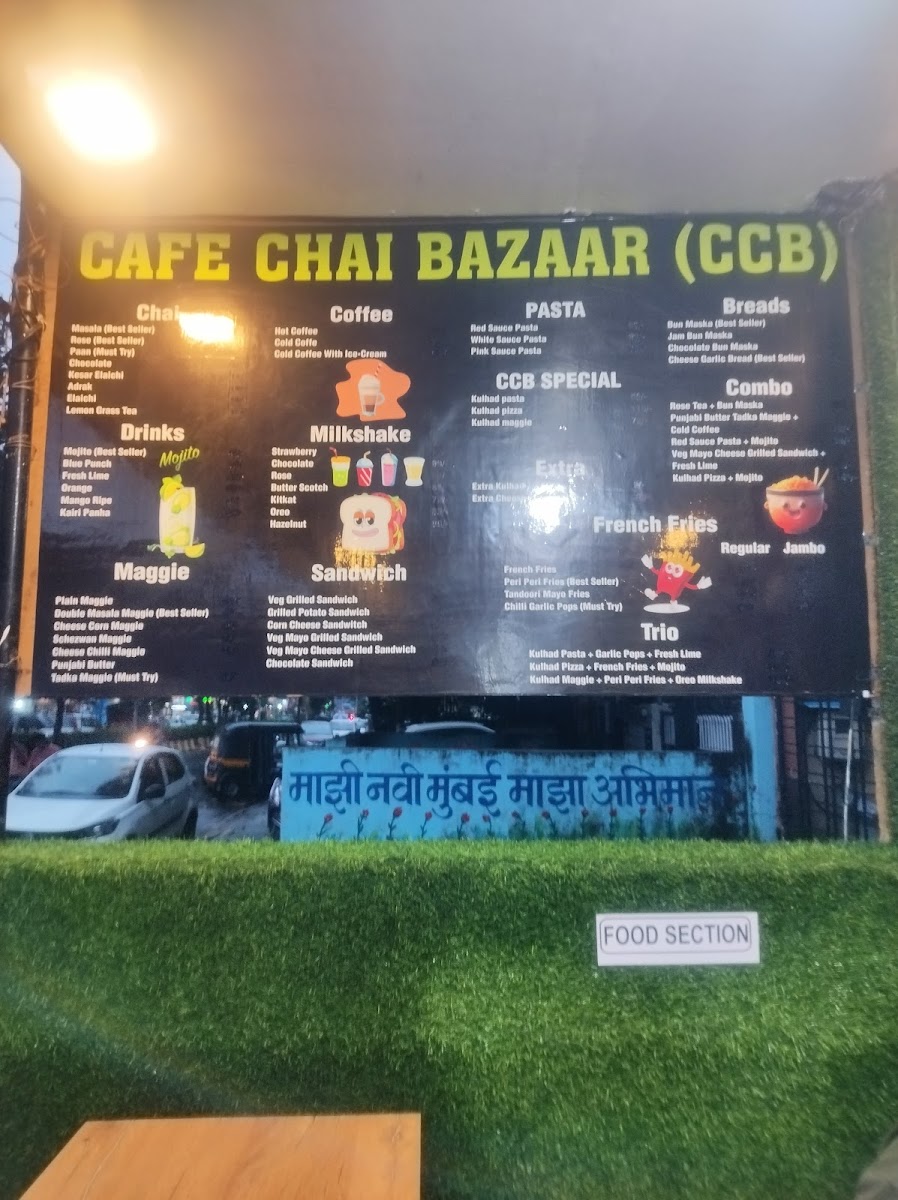 CAFE CHAI BAZAAR (CCB)
Chai
Masala (Best Seller)
Rose (Best Seller)
Paan (Must Try)
Chocolate
Kesar Elaichi
Adrak
Elaichi
Lemon Grass Tea
Drinks
Mojito (Best Seller)
Blue Punch
Fresh Lime
Orange
Mango Ripe
Kairi Panha
Mojito
Maggie
Plain Maggie
Double Masala Maggie (Best Seller)
Cheese Corn Maggie
Schezwan Maggie
Cheese Chilli Maggie
Punjabi Butter
Tadka Maggie (Must Try)
Coffee
Hot Coffee
Cold Coffe
Cold Coffee With Ice-Cream
Milkshake
Strawberry
Chocolate
Rose
Butter Scotch
Kitkat
Oreo
Hazelnut
Sandwich
Veg Grilled Sandwich
Grilled Potato Sandwich
Corn Cheese Sandwitch
Veg Mayo Grilled Sandwich
Veg Mayo Cheese Grilled Sandwich
Chocolate Sandwich
PASTA
Red Sauce Pasta
White Sauce Pasta
Pink Sauce Pasta
CCB SPECIAL
Kulhad pasta
Kulhad pizza
Kulhad maggie
Extra
Extra Kulhad
Extra
Breads
Bun Maska (Best Seller)
Jam Bun Maska
Chocolate Bun Maska
Cheese Garlic Bread (Best Seller)
Combo
Rose Tea + Bun Maska
Punjabi Butter Tadka Maggie +
Cold Coffee
Red Sauce Pasta + Mojito
Veg Mayo Cheese Grilled Sandwich +
Fresh Lime
Kulhad Pizza + Mojito
French Fries
Regular Jambo
French Fries
Peri Peri Fries (Best Seller)
Tandoori Mayo Fries
Chilli Garlic Pops (Must Try)
Trio
Kulhad Pasta + Garlic Pops + Fresh Lime
Kulhad Pizza + French Fries + Mojito
Kulhad Maggie + Peri Peri Fries + Oreo Milkshake
माझी नवी मुंबई माझा अभिमान
FOOD SECTION